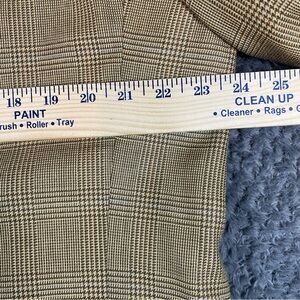 18 19 20 21 22 23 24 25
PAINT
CLEAN UP
rush • Roller • Tray
• Cleaner • Rags • C